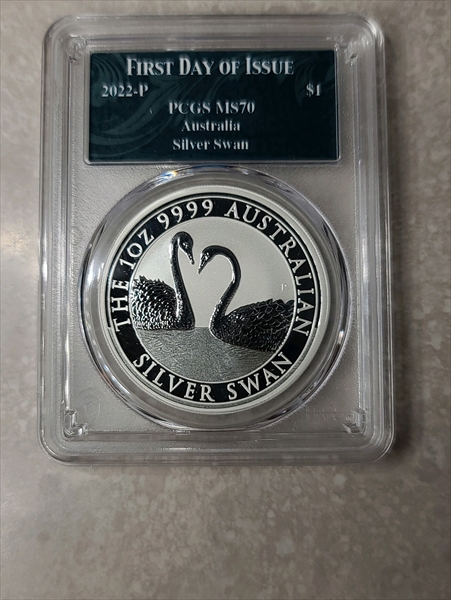 FIRST DAY OF ISSUE
2022-P $1
PCGS MS70
Australia
Silver Swan
THE 1OZ 9999 AUSTRALIAN
SILVER SWAN
P